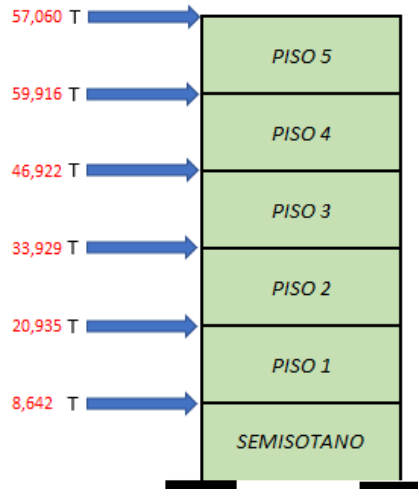 57,060 T
PISO 5
59,916 T
PISO 4
46,922 T
PISO 3
33,929 T
PISO 2
20,935 T
PISO 1
8,642 T
SEMISOTANO